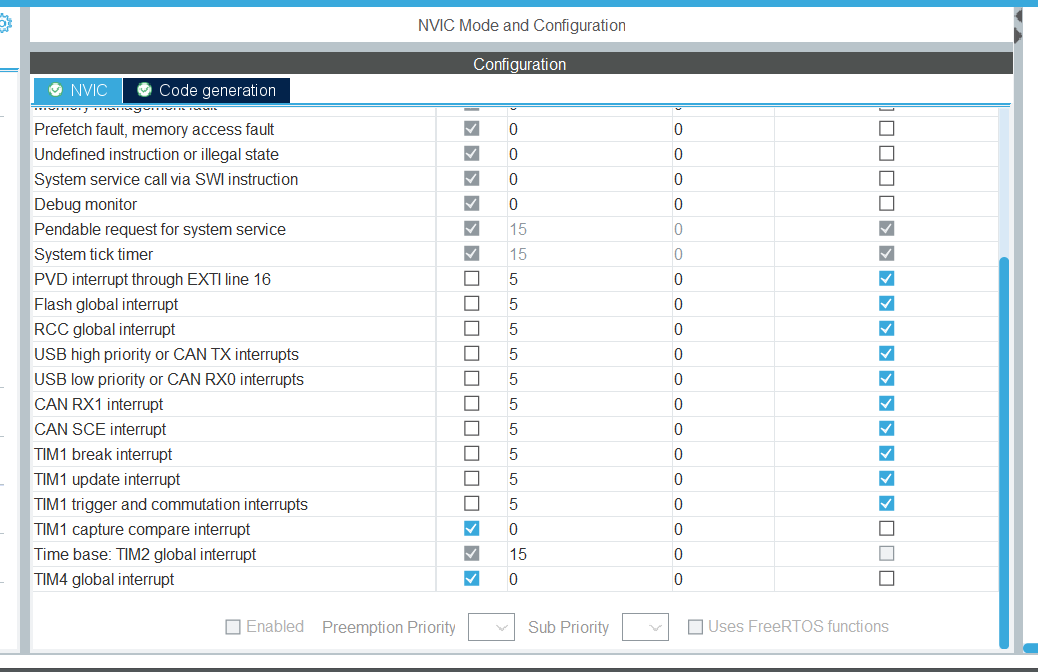 NVIC Mode and Configuration
Configuration
NVIC Code generation
Memory management fault 0 0
Prefetch fault, memory access fault 0 0
Undefined instruction or illegal state 0 0
System service call via SWI instruction 0 0
Debug monitor 0 0
Pendable request for system service 15 0
System tick timer 15 0
PVD interrupt through EXTI line 16 5 0
Flash global interrupt 5 0
RCC global interrupt 5 0
USB high priority or CAN TX interrupts 5 0
USB low priority or CAN RX0 interrupts 5 0
CAN RX1 interrupt 5 0
CAN SCE interrupt 5 0
TIM1 break interrupt 5 0
TIM1 update interrupt 5 0
TIM1 trigger and commutation interrupts 5 0
TIM1 capture compare interrupt 0 0
Time base: TIM2 global interrupt 15 0
TIM4 global interrupt 0 0
Enabled Preemption Priority Sub Priority Uses FreeRTOS functions